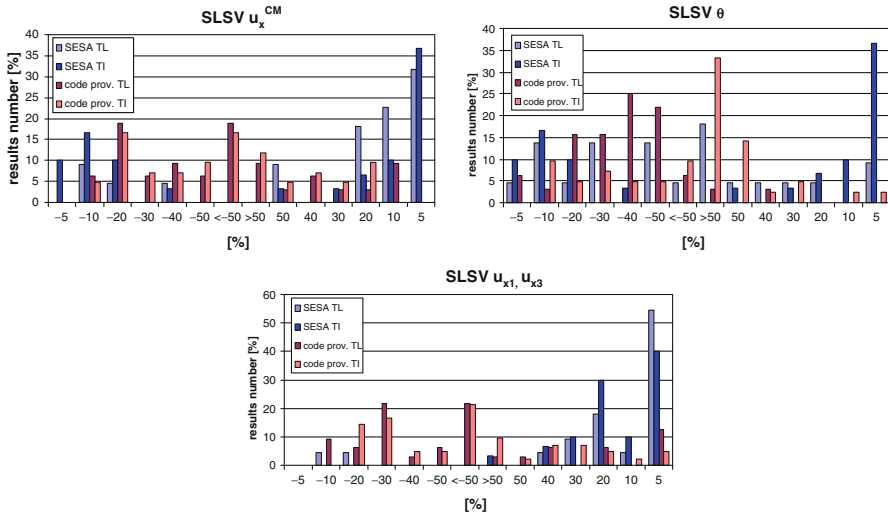 SLSV uxCM
results number [%]
40
35
30
25
20
15
10
5
0
SESA TL
SESA TI
code prov. TL
code prov. TI
−5 −10 −20 −30 −40 −50 <−50 >50 50 40 30 20 10 5
[%]
SLSV θ
results number [%]
40
35
30
25
20
15
10
5
0
SESA TL
SESA TI
code prov. TL
code prov. TI
−5 −10 −20 −30 −40 −50 <−50 >50 50 40 30 20 10 5
[%]
SLSV ux1, ux3
results number [%]
60
50
40
30
20
10
0
SESA TL
SESA TI
code prov. TL
code prov. TI
−5 −10 −20 −30 −40 −50 <−50 >50 50 40 30 20 10 5
[%]